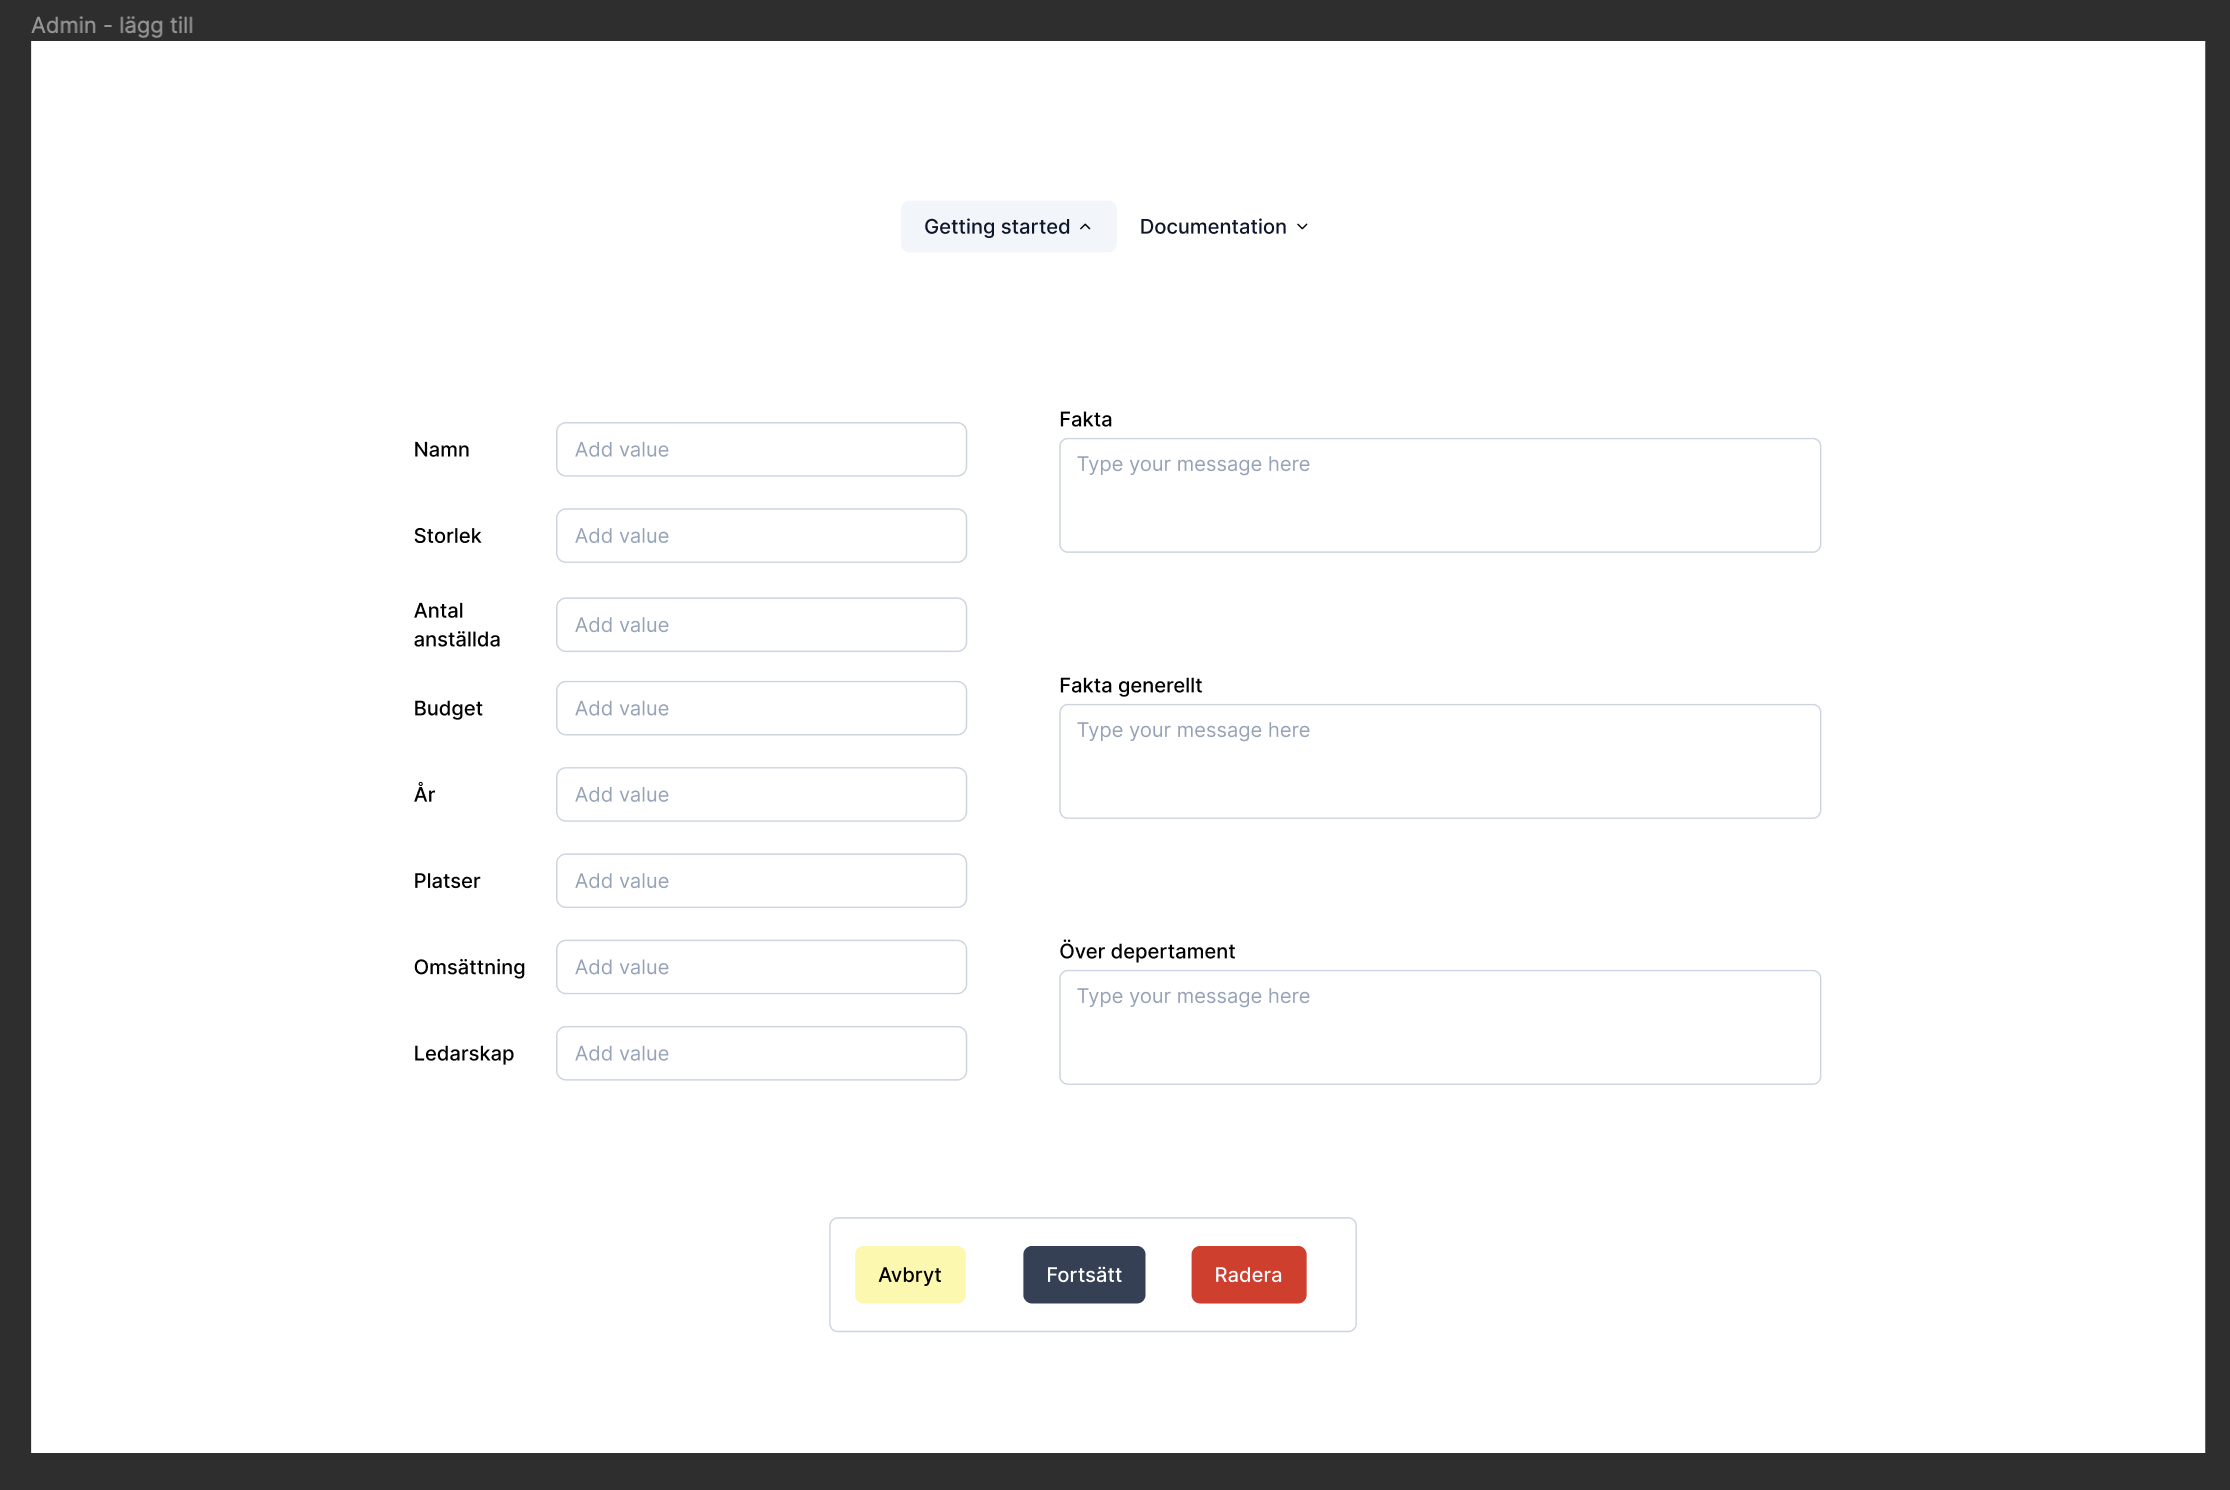 Admin - lägg till
Getting started
Documentation
Namn
Add value
Storlek
Add value
Antal
anställda
Add value
Budget
Add value
År
Add value
Platser
Add value
Omsättning
Add value
Ledarskap
Add value
Fakta
Type your message here
Fakta generellt
Type your message here
Över depertament
Type your message here
Avbryt
Fortsätt
Radera